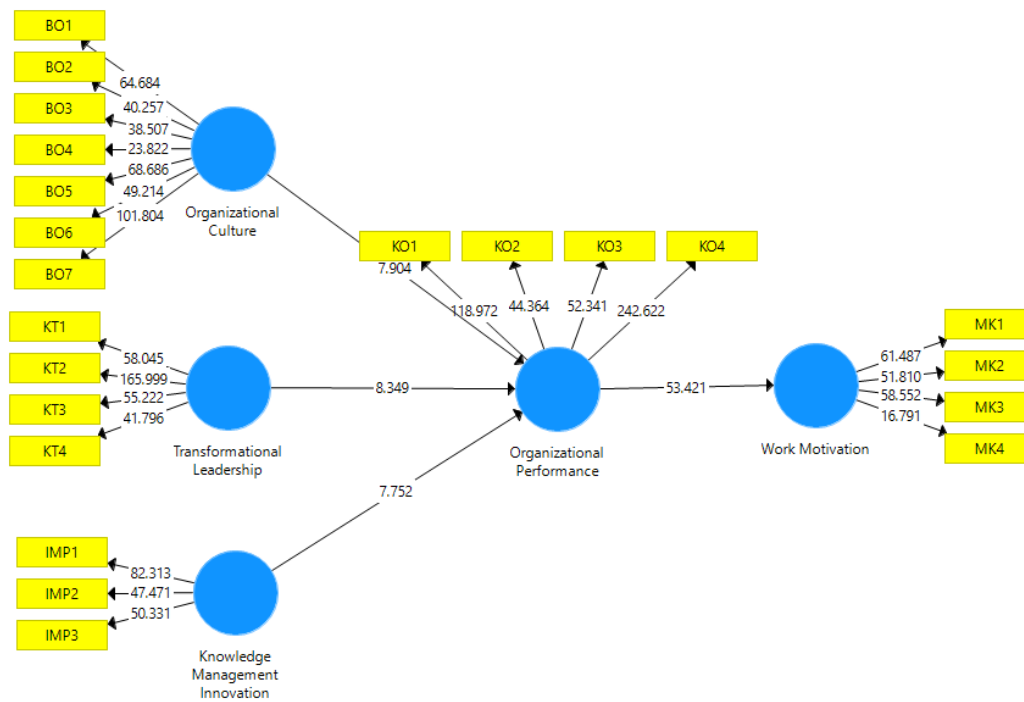 BO1
BO2
BO3
BO4
BO5
BO6
BO7
64.684
40.257
38.507
23.822
68.686
49.214
101.804
Organizational
Culture
7.904
KO1
KO2
KO3
KO4
118.972
44.364
52.341
242.622
KT1
KT2
KT3
KT4
58.045
165.999
55.222
41.796
Transformational
Leadership
8.349
Organizational
Performance
53.421
Work Motivation
61.487
51.810
58.552
16.791
MK1
MK2
MK3
MK4
7.752
IMP1
IMP2
IMP3
82.313
47.471
50.331
Knowledge
Management
Innovation